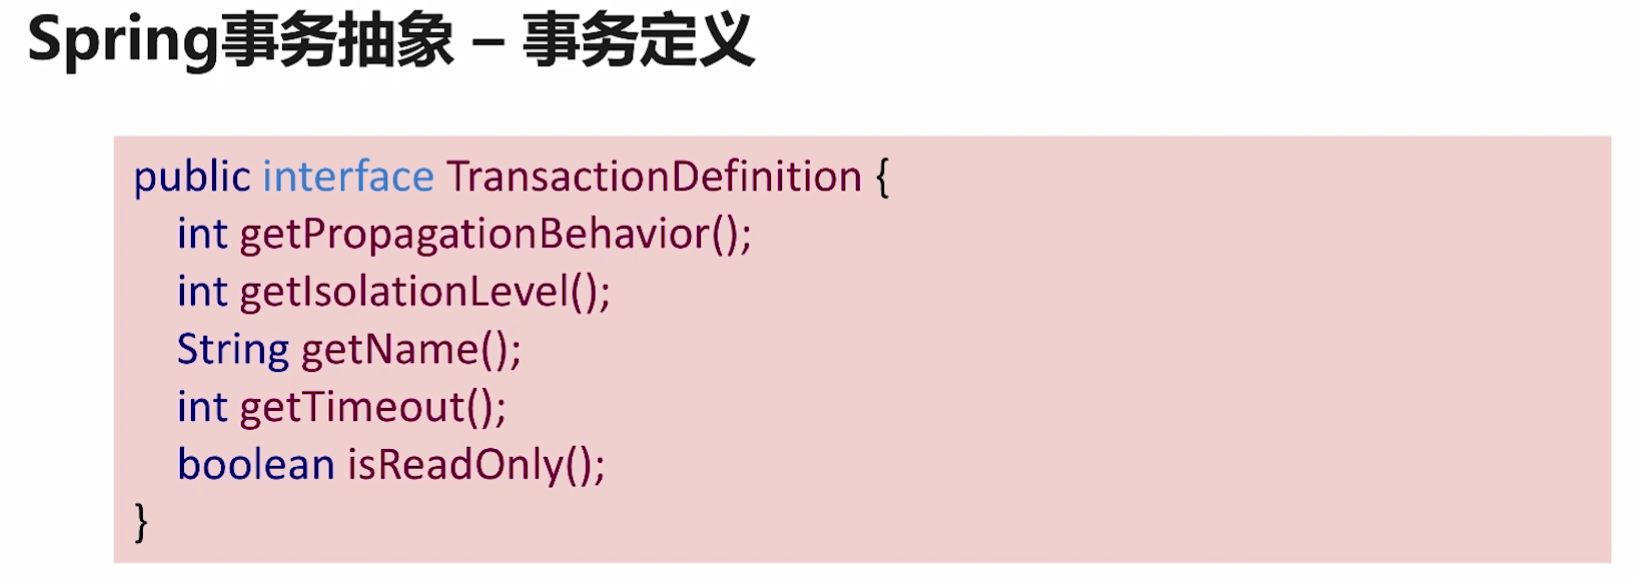 Spring事务抽象 – 事务定义
public interface TransactionDefinition {
int getPropagationBehavior();
int getIsolationLevel();
String getName();
int getTimeout();
boolean isReadOnly();
}